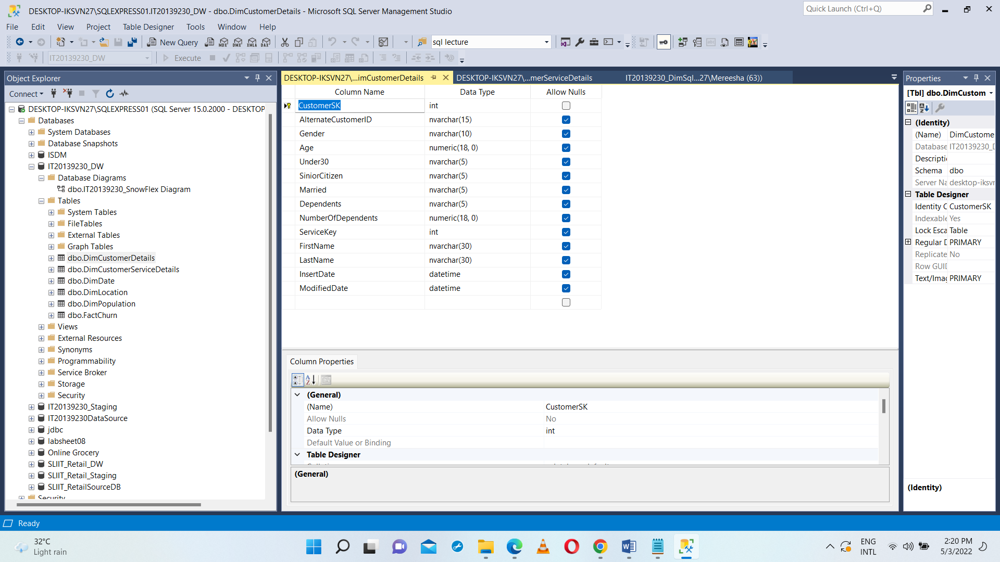 DESKTOP-IKSVN27\SQLEXPRESS01.IT20139230_DW - dbo.DimCustomerDetails - Microsoft SQL Server Management Studio
Quick Launch (Ctrl+Q)
File Edit View Project Table Designer Tools Window Help
New Query MDX DMX XMLA DAX sql lecture
IT20139230_DW Execute
Object Explorer
Connect
DESKTOP-IKSVN27\SQLEXPRESS01 (SQL Server 15.0.2000 - DESKTOP
Databases
System Databases
Database Snapshots
ISDM
IT20139230_DW
Database Diagrams
dbo.IT20139230_SnowFlex Diagram
Tables
System Tables
FileTables
External Tables
Graph Tables
dbo.DimCustomerDetails
dbo.DimCustomerServiceDetails
dbo.DimDate
dbo.DimLocation
dbo.DimPopulation
dbo.FactChurn
Views
External Resources
Synonyms
Programmability
Service Broker
Storage
Security
IT20139230_Staging
IT20139230DataSource
jdbc
labsheet08
Online Grocery
SLIIT_Retail_DW
SLIIT_Retail_Staging
SLIIT_RetailSourceDB
Security
DESKTOP-IKSVN27\...imCustomerDetails DESKTOP-IKSVN27\...merServiceDetails IT20139230_DimSql...27\Mereesha (63))
Column Name Data Type Allow Nulls
CustomerSK int
AlternateCustomerID nvarchar(15)
Gender nvarchar(10)
Age numeric(18, 0)
Under30 nvarchar(5)
SiniorCitizen nvarchar(5)
Married nvarchar(5)
Dependents nvarchar(5)
NumberOfDependents numeric(18, 0)
ServiceKey int
FirstName nvarchar(30)
LastName nvarchar(30)
InsertDate datetime
ModifiedDate datetime
Column Properties
(General)
(Name) CustomerSK
Allow Nulls No
Data Type int
Default Value or Binding
Table Designer
(General)
Properties
[Tbl] dbo.DimCustom
(Identity)
(Name) DimCustome
Database IT20139230_D
Descripti
Schema dbo
Server Na desktop-iksvn
Table Designer
Identity C CustomerSK
Indexable Yes
Lock Esca Table
Regular D PRIMARY
Replicate No
Row GUI
Text/Imag PRIMARY
(Identity)
Ready
32°C
Light rain
ENG
INTL
2:20 PM
5/3/2022